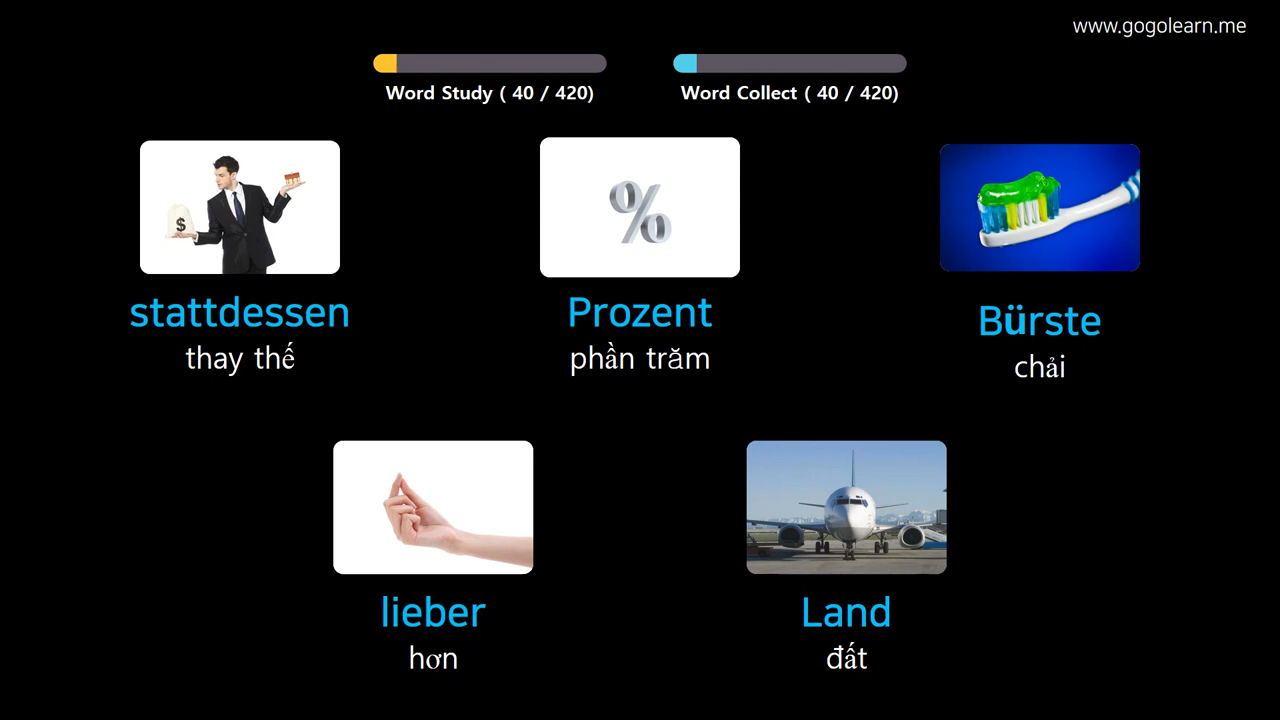 www.gogolearn.me
Word Study ( 40 / 420)
Word Collect ( 40 / 420)
$
%
stattdessen
thay thế
Prozent
phần trăm
Bürste
chải
lieber
hơn
Land
đất